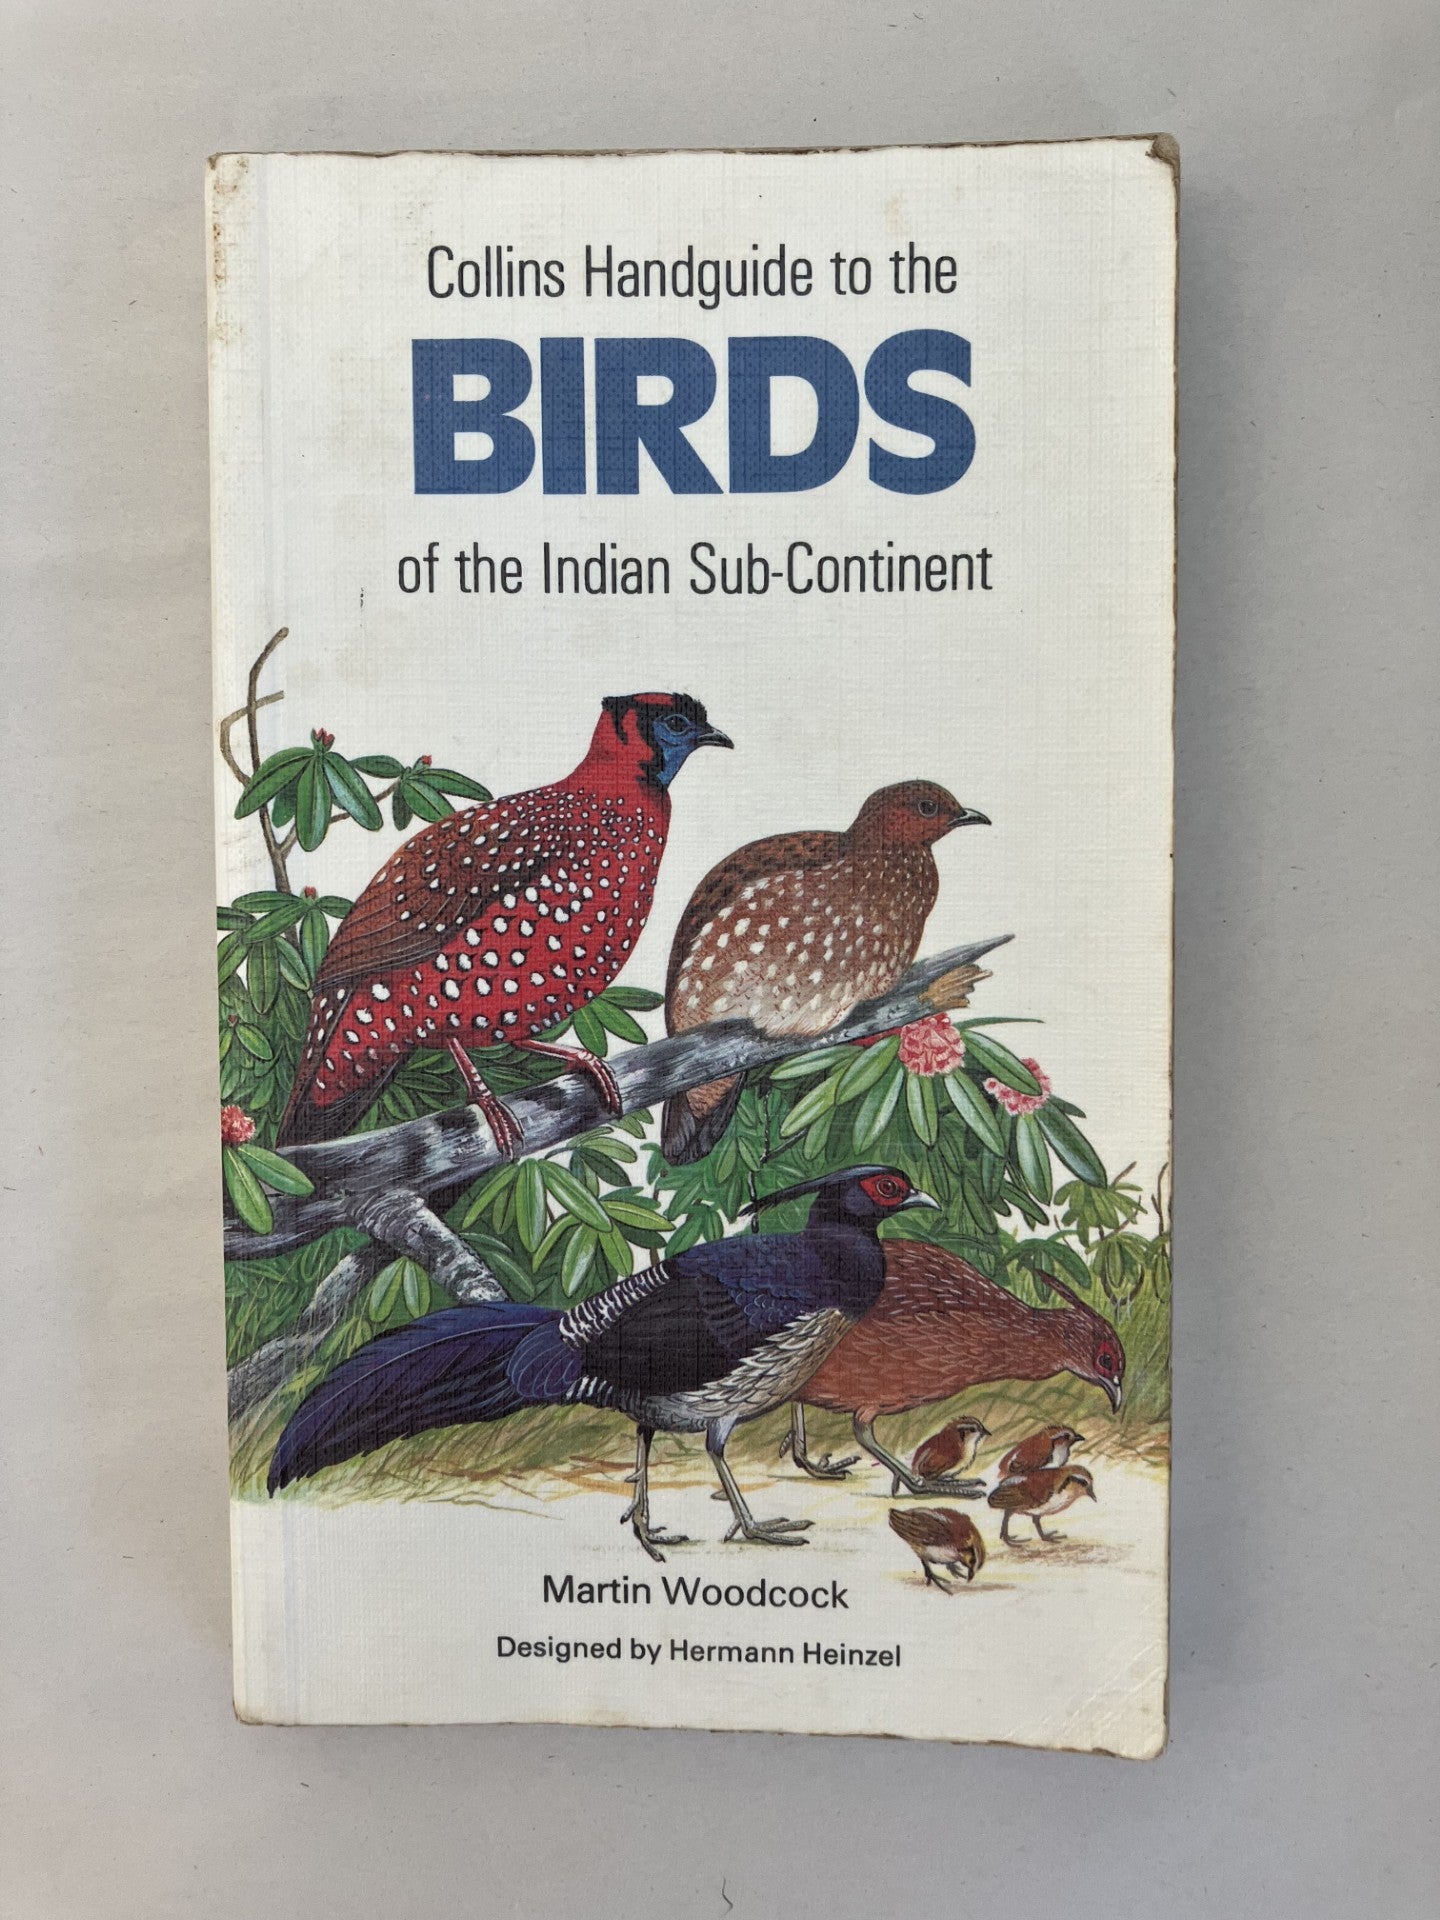 Collins Handguide to the
BIRDS
of the Indian Sub-Continent
Martin Woodcock
Designed by Hermann Heinzel